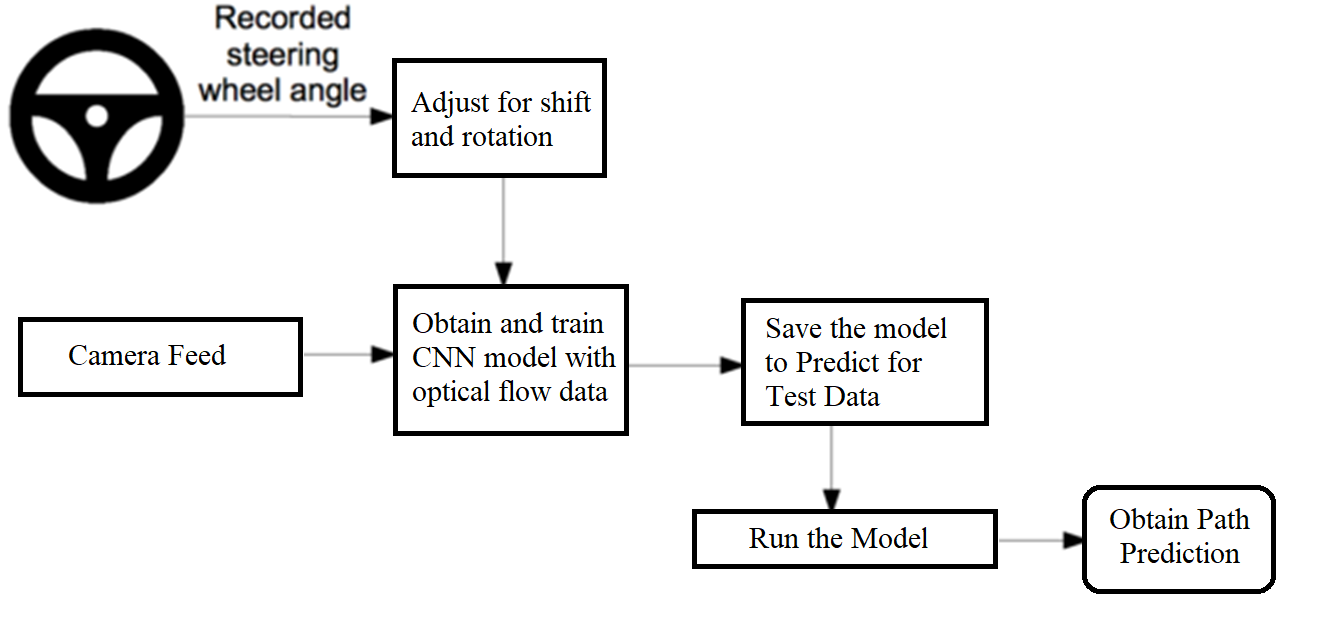 Recorded
steering
wheel angle
Adjust for shift
and rotation
Camera Feed
Obtain and train
CNN model with
optical flow data
Save the model
to Predict for
Test Data
Run the Model
Obtain Path
Prediction